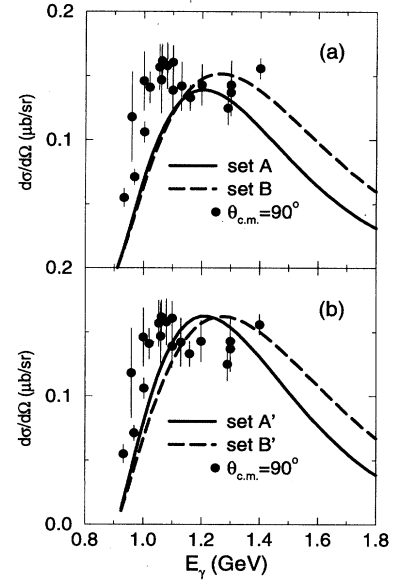 0.2
(a)
dσ/dΩ (μb/sr)
0.1
set A
set B
θc.m.=90°
0.2
(b)
dσ/dΩ (μb/sr)
0.1
set A'
set B'
θc.m.=90°
0.0
0.8 1.0 1.2 1.4 1.6 1.8
Eγ (GeV)